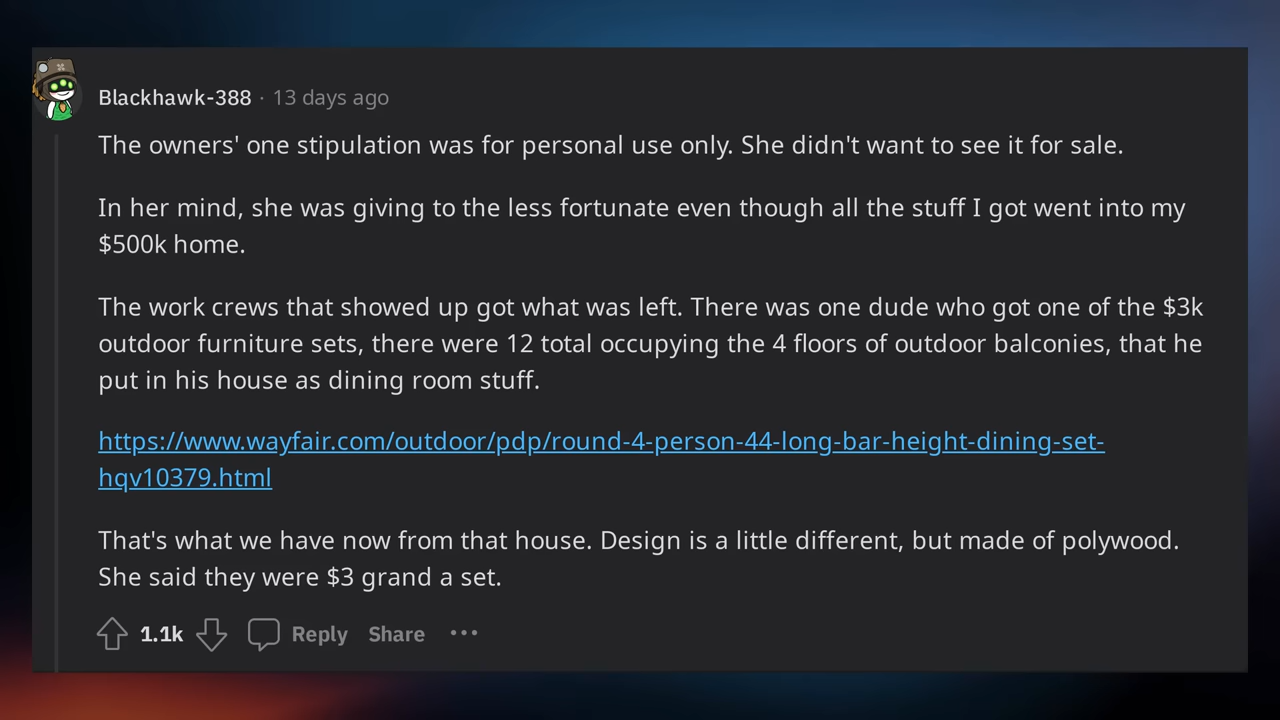 Blackhawk-388 · 13 days ago
The owners' one stipulation was for personal use only. She didn't want to see it for sale.
In her mind, she was giving to the less fortunate even though all the stuff I got went into my
$500k home.
The work crews that showed up got what was left. There was one dude who got one of the $3k
outdoor furniture sets, there were 12 total occupying the 4 floors of outdoor balconies, that he
put in his house as dining room stuff.
https://www.wayfair.com/outdoor/pdp/round-4-person-44-long-bar-height-dining-set-
hqv10379.html
That's what we have now from that house. Design is a little different, but made of polywood.
She said they were $3 grand a set.
1.1k Reply Share •••